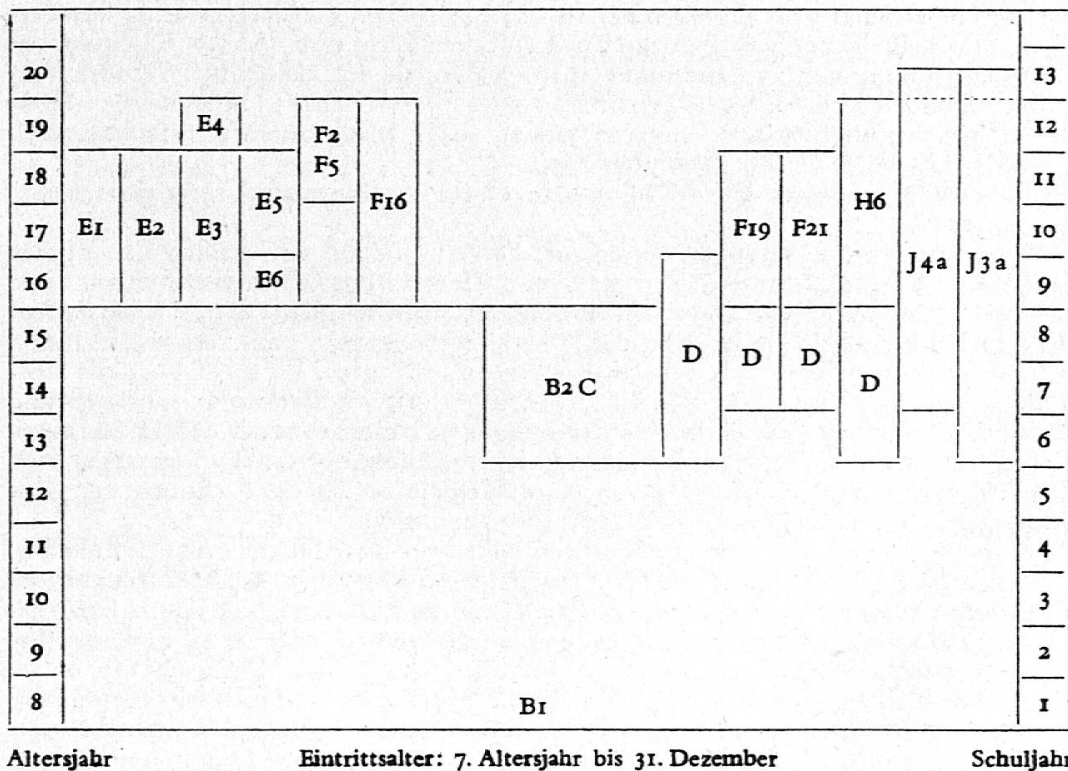 20 13
19 E4 F2 12
18 F5 11
E5 F16 H6
17 E1 E2 E3 F19 F21 10
J4a J3a
16 E6 9
15 8
D D D
14 B2 C D 7
13 6
12 5
11 4
10 3
9 2
8 B1 1
Altersjahr Eintrittsalter: 7. Altersjahr bis 31. Dezember Schuljahr